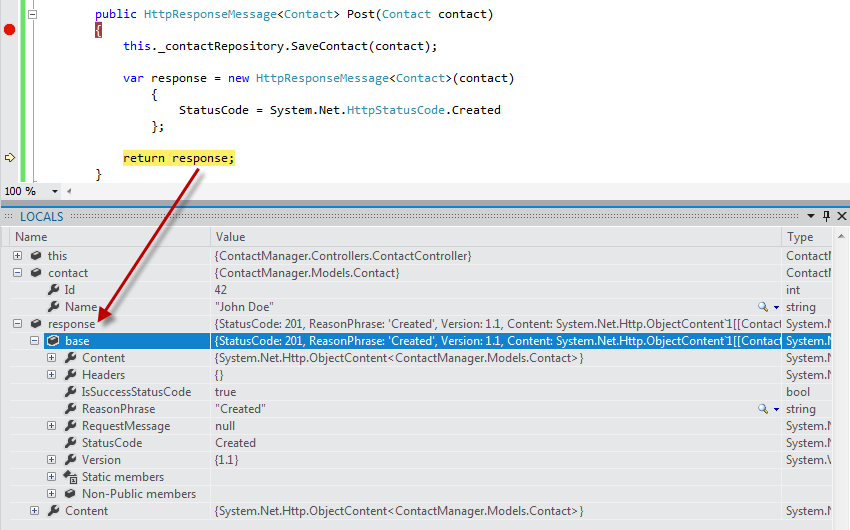 public HttpResponseMessage<Contact> Post(Contact contact)
{
this._contactRepository.SaveContact(contact);
var response = new HttpResponseMessage<Contact>(contact)
{
StatusCode = System.Net.HttpStatusCode.Created
};
return response;
}
100 %
LOCALS
Name Value Type
this {ContactManager.Controllers.ContactController} ContactM
contact {ContactManager.Models.Contact} ContactM
Id 42 int
Name "John Doe" string
response {StatusCode: 201, ReasonPhrase: 'Created', Version: 1.1, Content: System.Net.Http.ObjectContent`1[[Contact System.N
base {StatusCode: 201, ReasonPhrase: 'Created', Version: 1.1, Content: System.Net.Http.ObjectContent`1[[Contact System.N
Content {System.Net.Http.ObjectContent<ContactManager.Models.Contact>} System.N
Headers {} System.N
IsSuccessStatusCode true bool
ReasonPhrase "Created" string
RequestMessage null System.N
StatusCode Created System.N
Version {1.1} System.V
Static members
Non-Public members
Content {System.Net.Http.ObjectContent<ContactManager.Models.Contact>} System.N